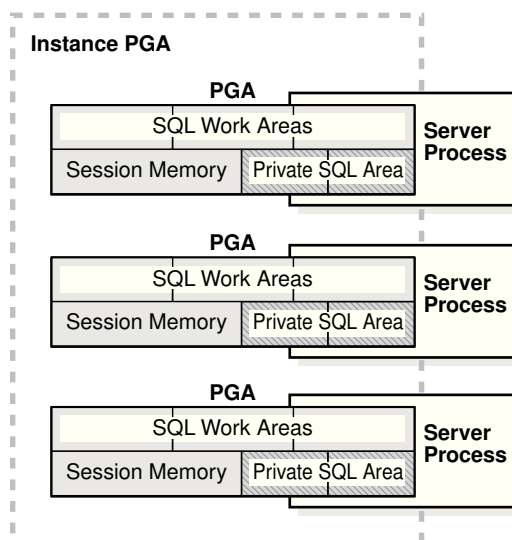 Instance PGA
PGA
SQL Work Areas
Server
Process
Session Memory
Private SQL Area
PGA
SQL Work Areas
Server
Process
Session Memory
Private SQL Area
PGA
SQL Work Areas
Server
Process
Session Memory
Private SQL Area